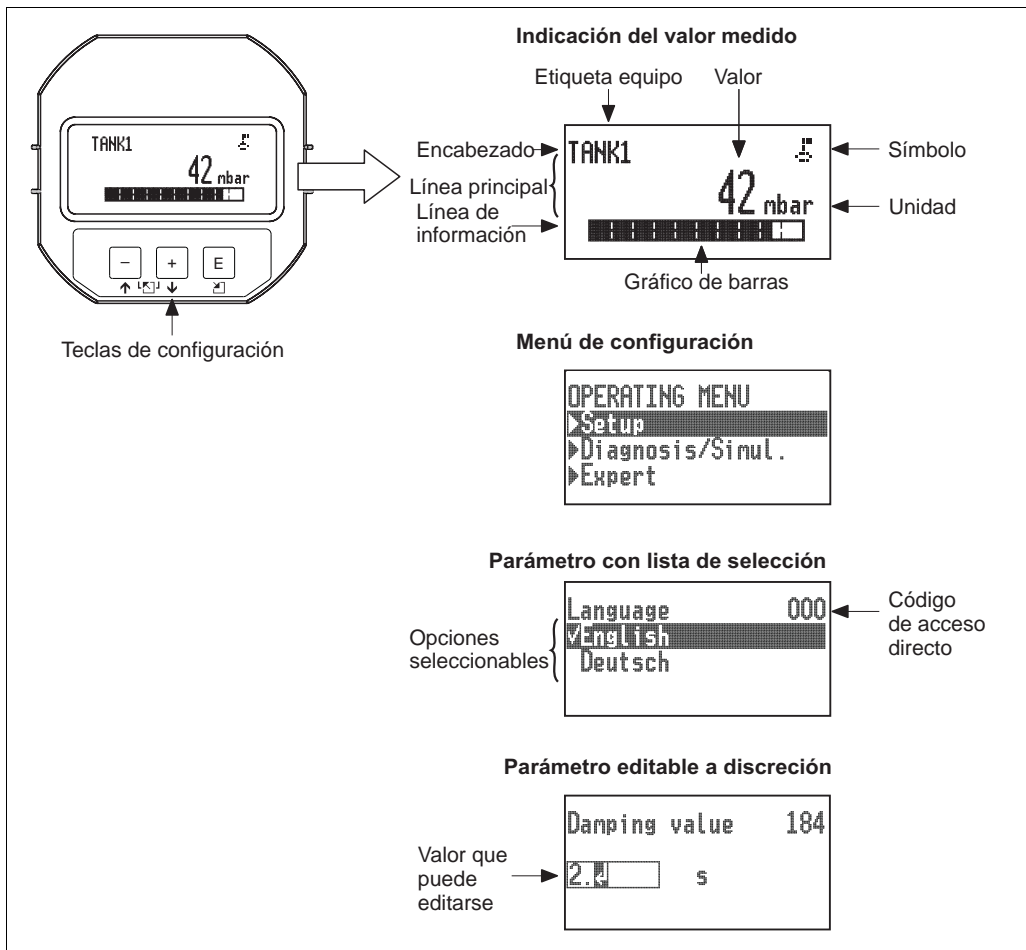 Indicación del valor medido
Etiqueta equipo
Valor
TANK1
42 mbar
- + E
Teclas de configuración
Encabezado
Línea principal
Línea de
información
TANK1
42 mbar
Símbolo
Unidad
Gráfico de barras
Menú de configuración
OPERATING MENU
Setup
Diagnosis/Simul.
Expert
Parámetro con lista de selección
Language 000
✓English
Deutsch
Opciones
seleccionables
Código
de acceso
directo
Parámetro editable a discreción
Damping value 184
2. s
Valor que
puede
editarse